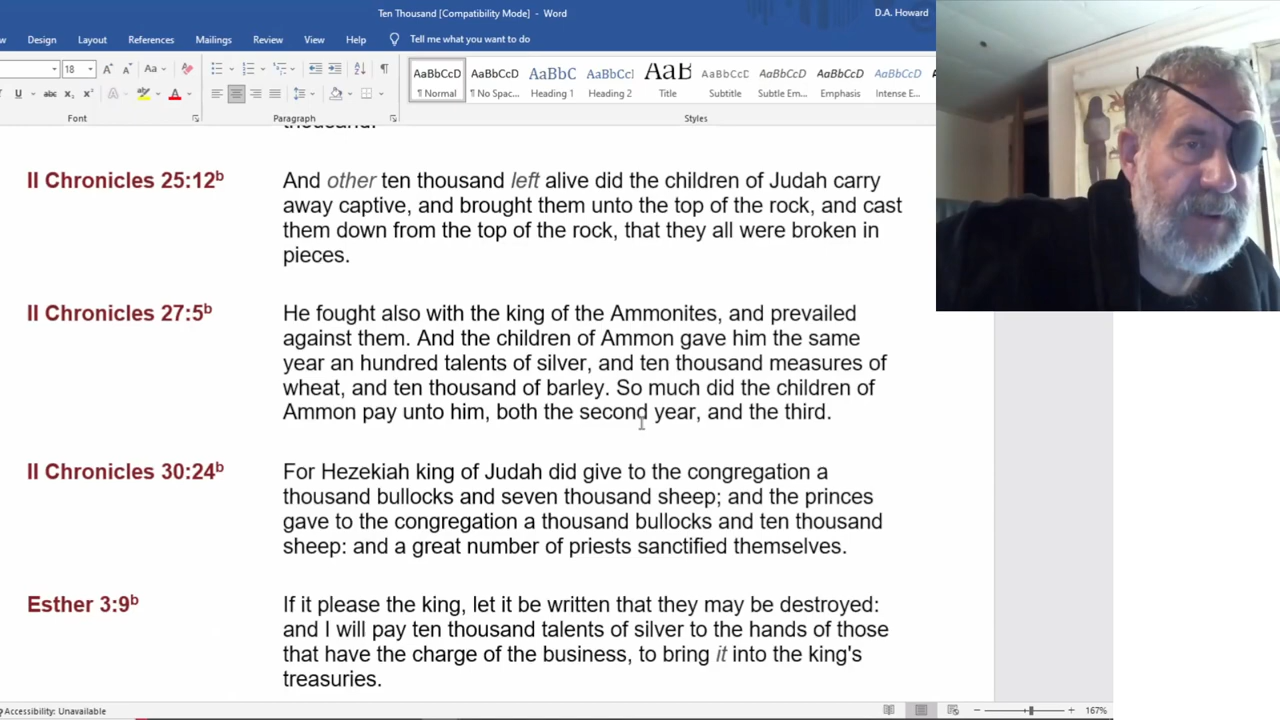 Ten Thousand [Compatibility Mode] - Word
D.A. Howard
Design Layout References Mailings Review View Help Tell me what you want to do
18 Aa
AaBbCcD AaBbCcD AaBbC AaBbCcI AaB AaBbCcD AaBbCcD AaBbCcD AaBbCcD
¶ Normal ¶ No Spac... Heading 1 Heading 2 Title Subtitle Subtle Em... Emphasis Intense E...
Font Paragraph Styles
thousand.
II Chronicles 25:12b
And other ten thousand left alive did the children of Judah carry
away captive, and brought them unto the top of the rock, and cast
them down from the top of the rock, that they all were broken in
pieces.
II Chronicles 27:5b
He fought also with the king of the Ammonites, and prevailed
against them. And the children of Ammon gave him the same
year an hundred talents of silver, and ten thousand measures of
wheat, and ten thousand of barley. So much did the children of
Ammon pay unto him, both the second year, and the third.
II Chronicles 30:24b
For Hezekiah king of Judah did give to the congregation a
thousand bullocks and seven thousand sheep; and the princes
gave to the congregation a thousand bullocks and ten thousand
sheep: and a great number of priests sanctified themselves.
Esther 3:9b
If it please the king, let it be written that they may be destroyed:
and I will pay ten thousand talents of silver to the hands of those
that have the charge of the business, to bring it into the king's
treasuries.
Accessibility: Unavailable
167%